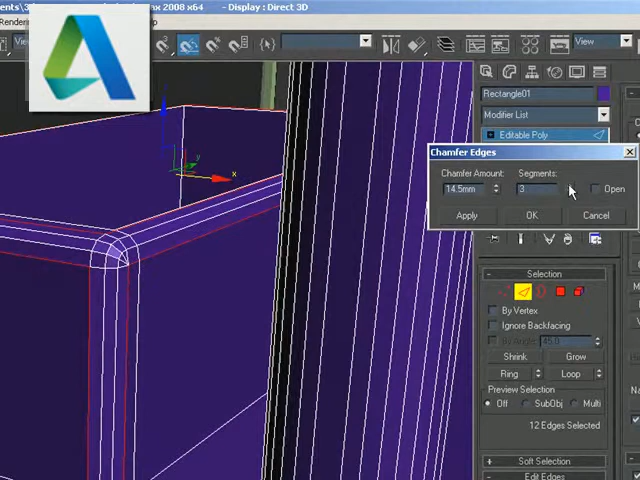 ents\3
nx 2008 x64 - Display : Direct 3D
Rendering
View
Rectangle01
Modifier List
Editable Poly
Chamfer Edges
Chamfer Amount:
Segments:
14.5mm
3
Open
Apply
OK
Cancel
Selection
By Vertex
Ignore Backfacing
By Angle: 45.0
Shrink
Grow
Ring
Loop
Preview Selection
Off
SubObj
Multi
12 Edges Selected
Soft Selection
Edit Edges
x
y